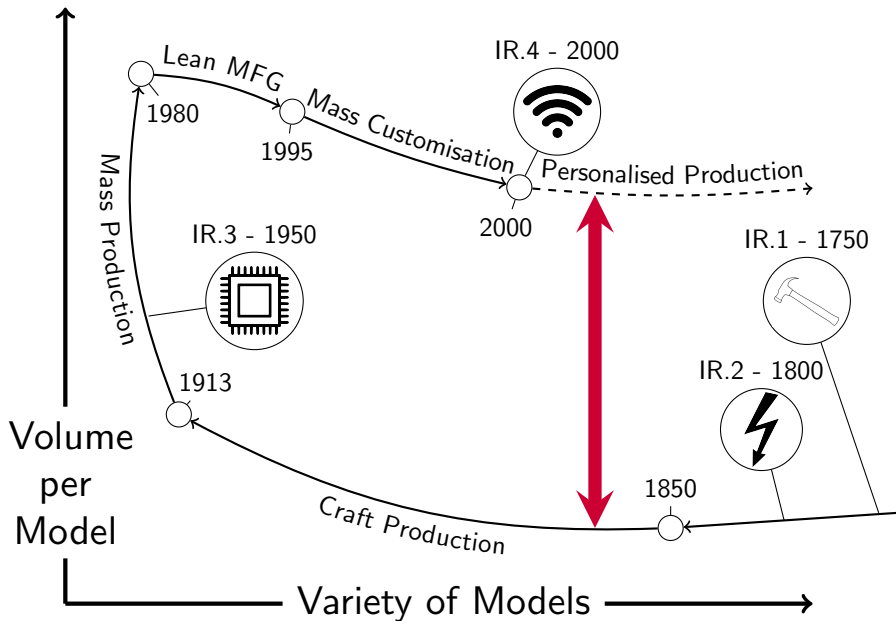 IR.4 - 2000
Lean MFG
1980
Mass Customisation
1995
Personalised Production
2000
Mass Production
IR.3 - 1950
IR.1 - 1750
IR.2 - 1800
1913
Volume
per
Model
Craft Production
1850
Variety of Models